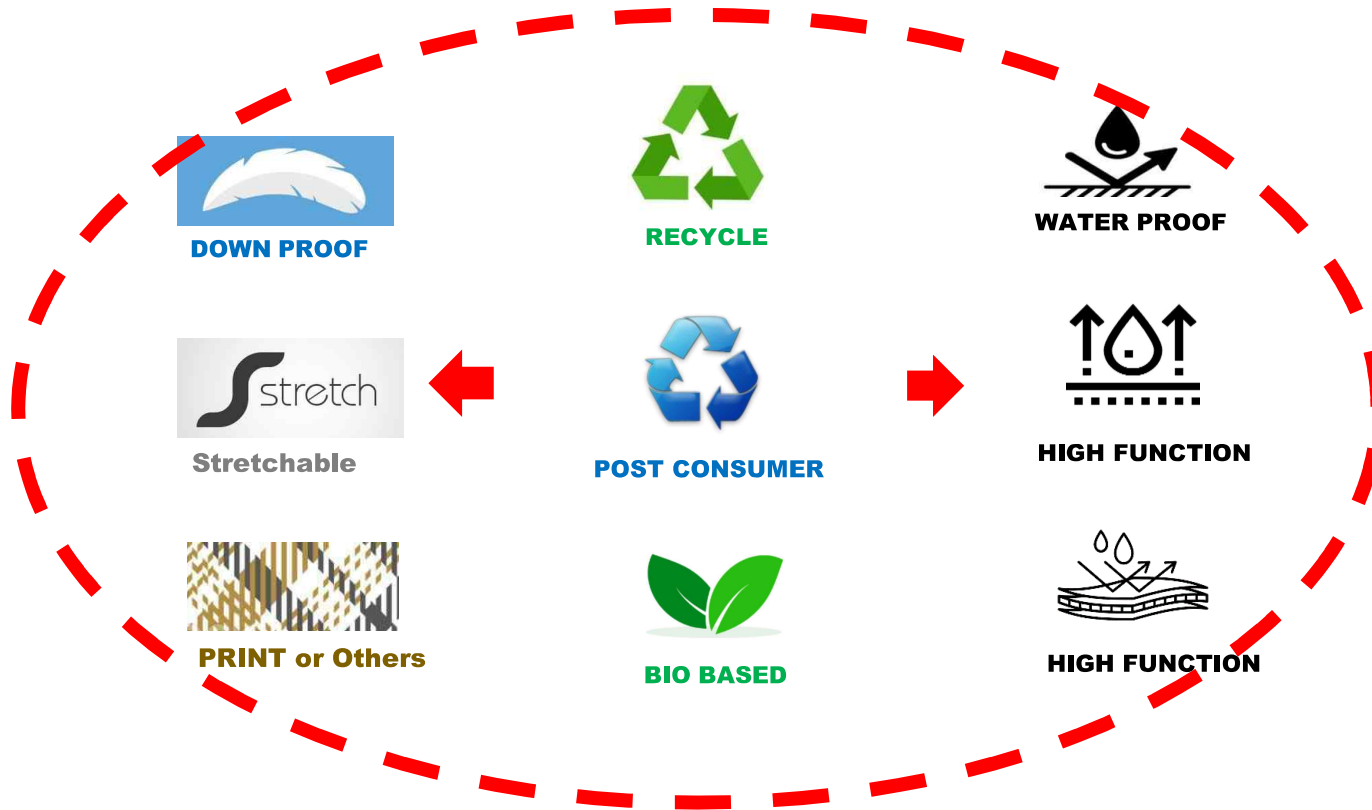 DOWN PROOF
RECYCLE
WATER PROOF
stretch
Stretchable
POST CONSUMER
HIGH FUNCTION
PRINT or Others
BIO BASED
HIGH FUNCTION